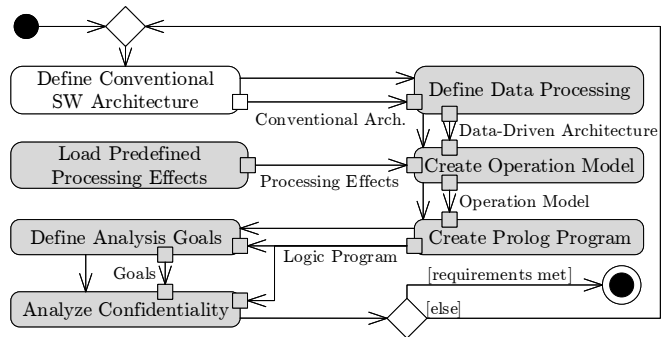 Define Conventional
SW Architecture
Define Data Processing
Conventional Arch.
Data-Driven Architecture
Load Predefined
Processing Effects
Create Operation Model
Processing Effects
Operation Model
Define Analysis Goals
Create Prolog Program
Logic Program
Goals
[requirements met]
Analyze Confidentiality
[else]